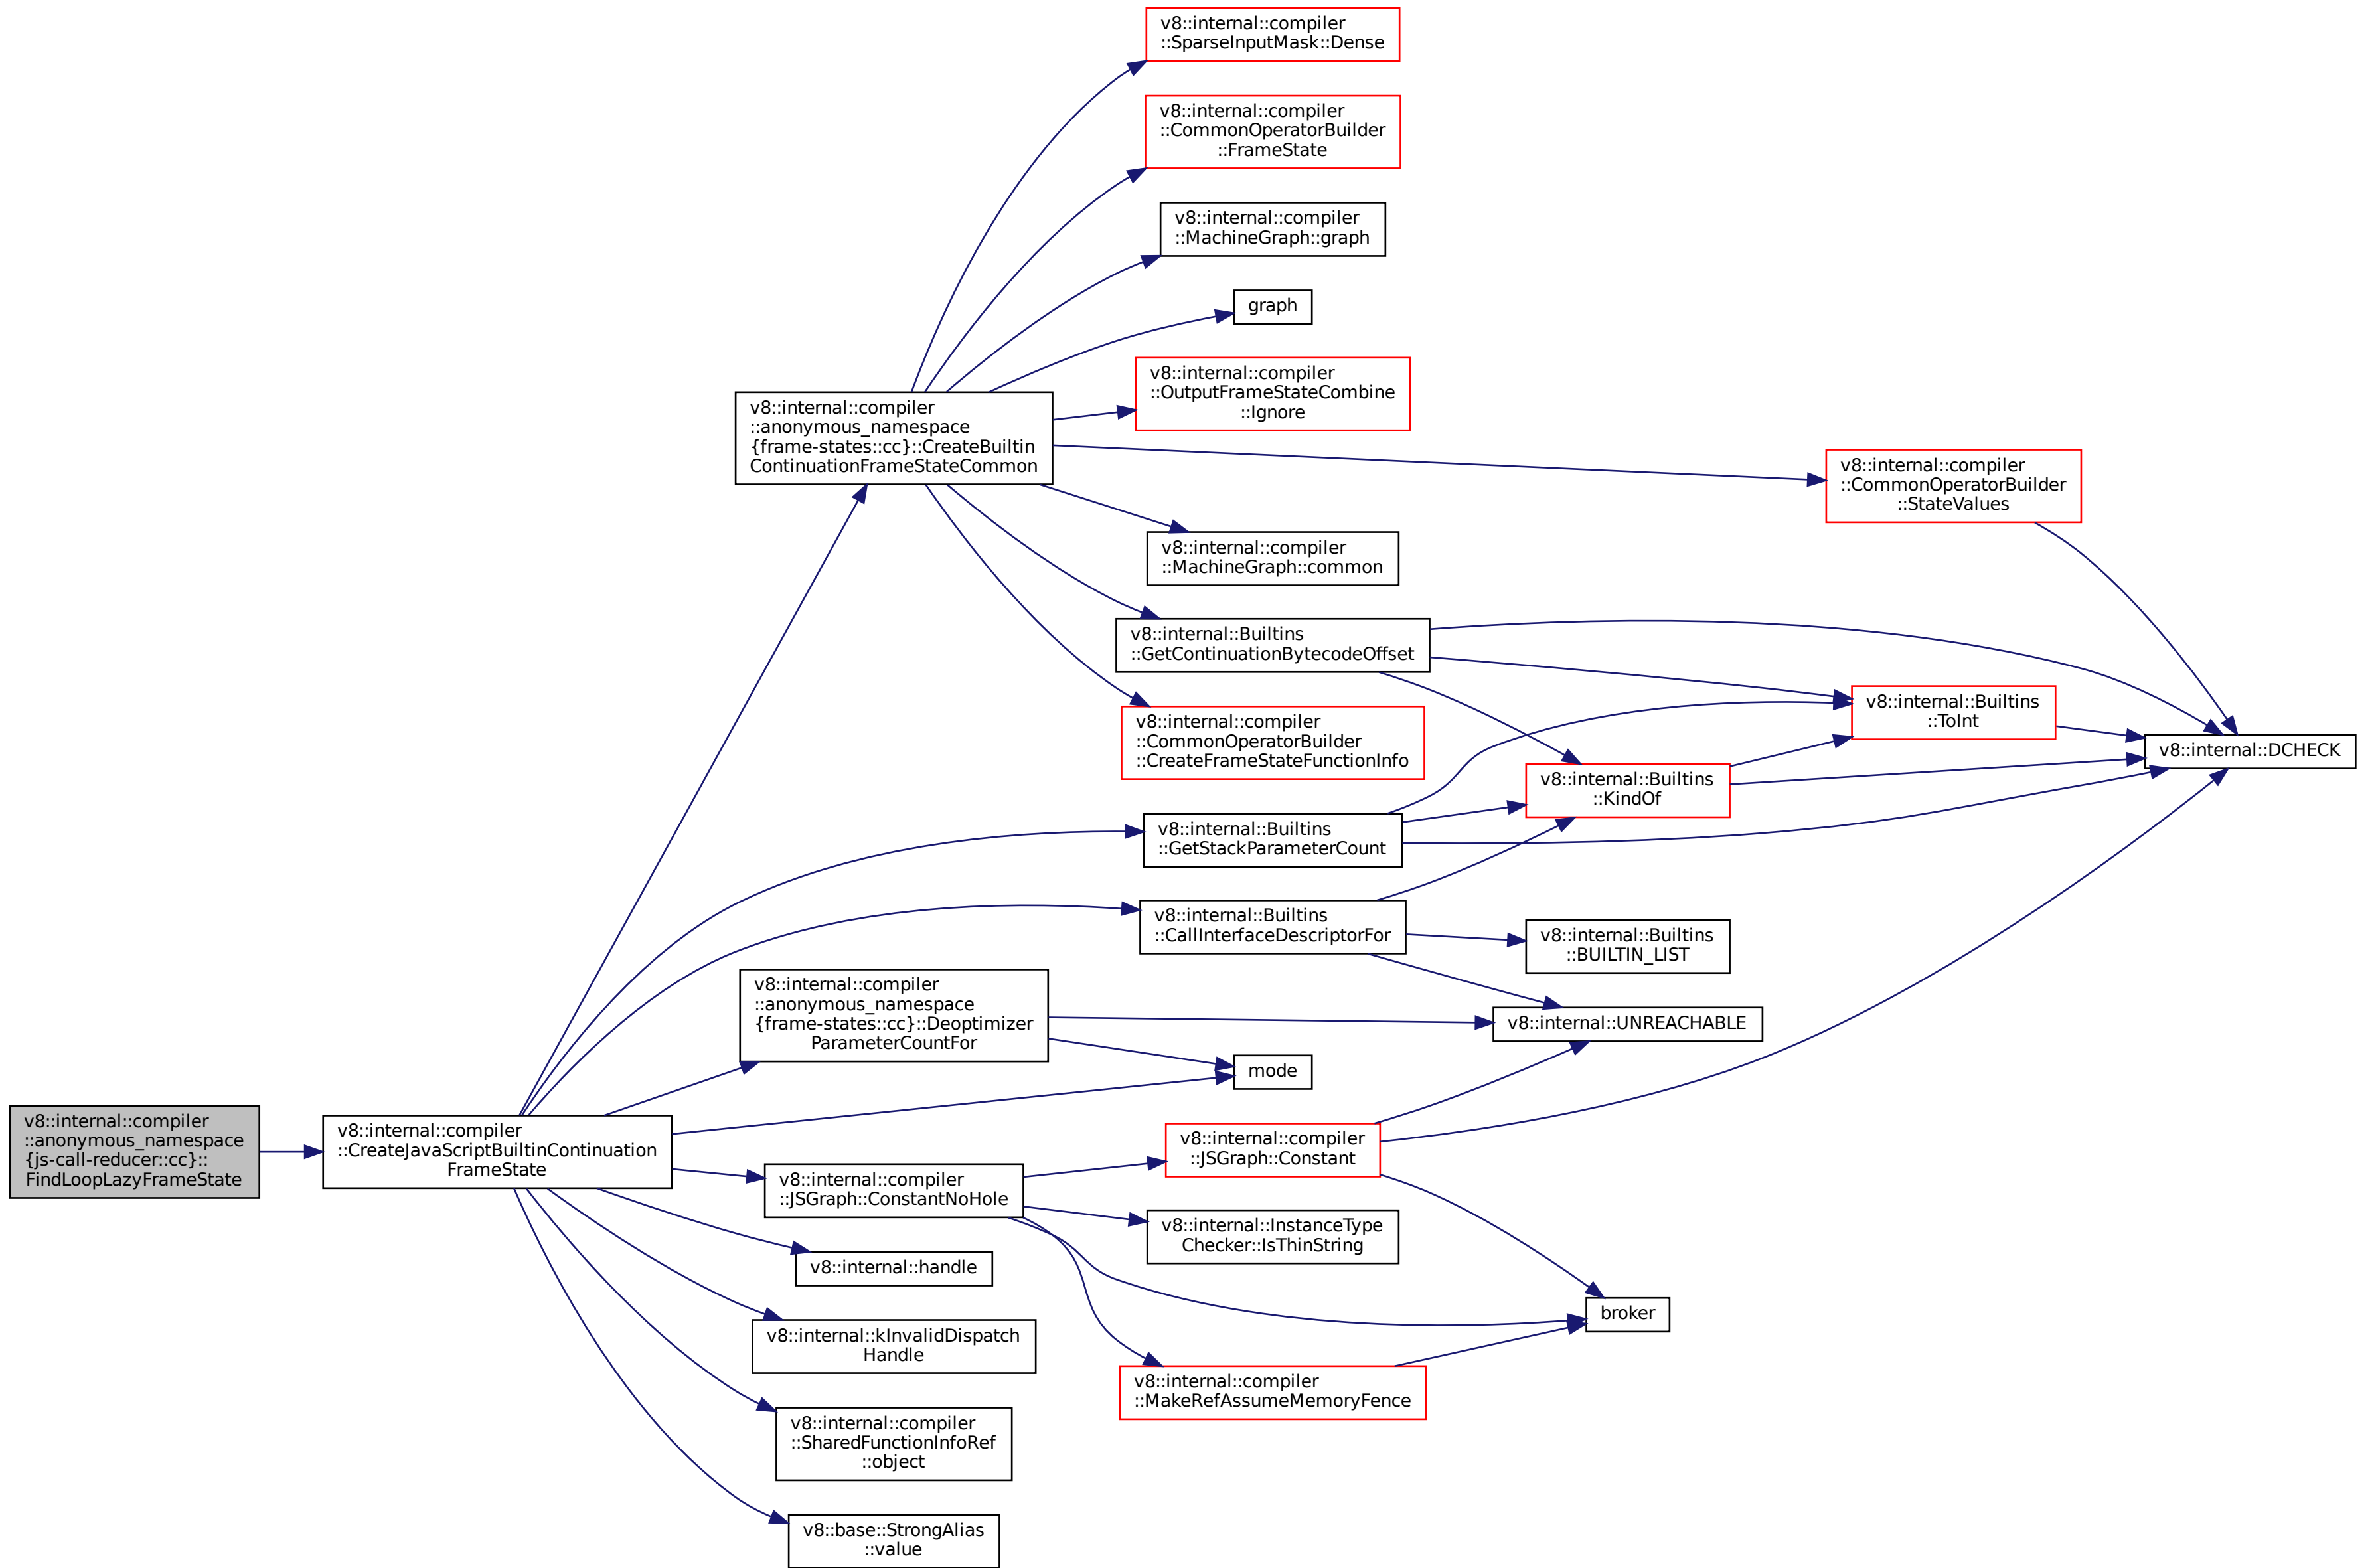 v8::internal::compiler
::SparseInputMask::Dense
v8::internal::compiler
::CommonOperatorBuilder
::FrameState
v8::internal::compiler
::MachineGraph::graph
graph
v8::internal::compiler
::OutputFrameStateCombine
::Ignore
v8::internal::compiler
::anonymous_namespace
{frame-states::cc}::CreateBuiltin
ContinuationFrameStateCommon
v8::internal::compiler
::CommonOperatorBuilder
::StateValues
v8::internal::compiler
::MachineGraph::common
v8::internal::Builtins
::GetContinuationBytecodeOffset
v8::internal::Builtins
::ToInt
v8::internal::compiler
::CommonOperatorBuilder
::CreateFrameStateFunctionInfo
v8::internal::DCHECK
v8::internal::Builtins
::KindOf
v8::internal::Builtins
::GetStackParameterCount
v8::internal::Builtins
::CallInterfaceDescriptorFor
v8::internal::Builtins
::BUILTIN_LIST
v8::internal::compiler
::anonymous_namespace
{frame-states::cc}::Deoptimizer
ParameterCountFor
v8::internal::UNREACHABLE
mode
v8::internal::compiler
::anonymous_namespace
{js-call-reducer::cc}::
FindLoopLazyFrameState
v8::internal::compiler
::CreateJavaScriptBuiltinContinuation
FrameState
v8::internal::compiler
::JSGraph::Constant
v8::internal::compiler
::JSGraph::ConstantNoHole
v8::internal::InstanceType
Checker::IsThinString
v8::internal::handle
broker
v8::internal::kInvalidDispatch
Handle
v8::internal::compiler
::MakeRefAssumeMemoryFence
v8::internal::compiler
::SharedFunctionInfoRef
::object
v8::base::StrongAlias
::value